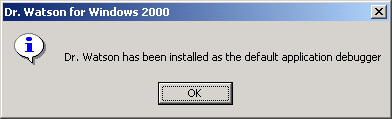 Dr. Watson for Windows 2000
Dr. Watson has been installed as the default application debugger
OK